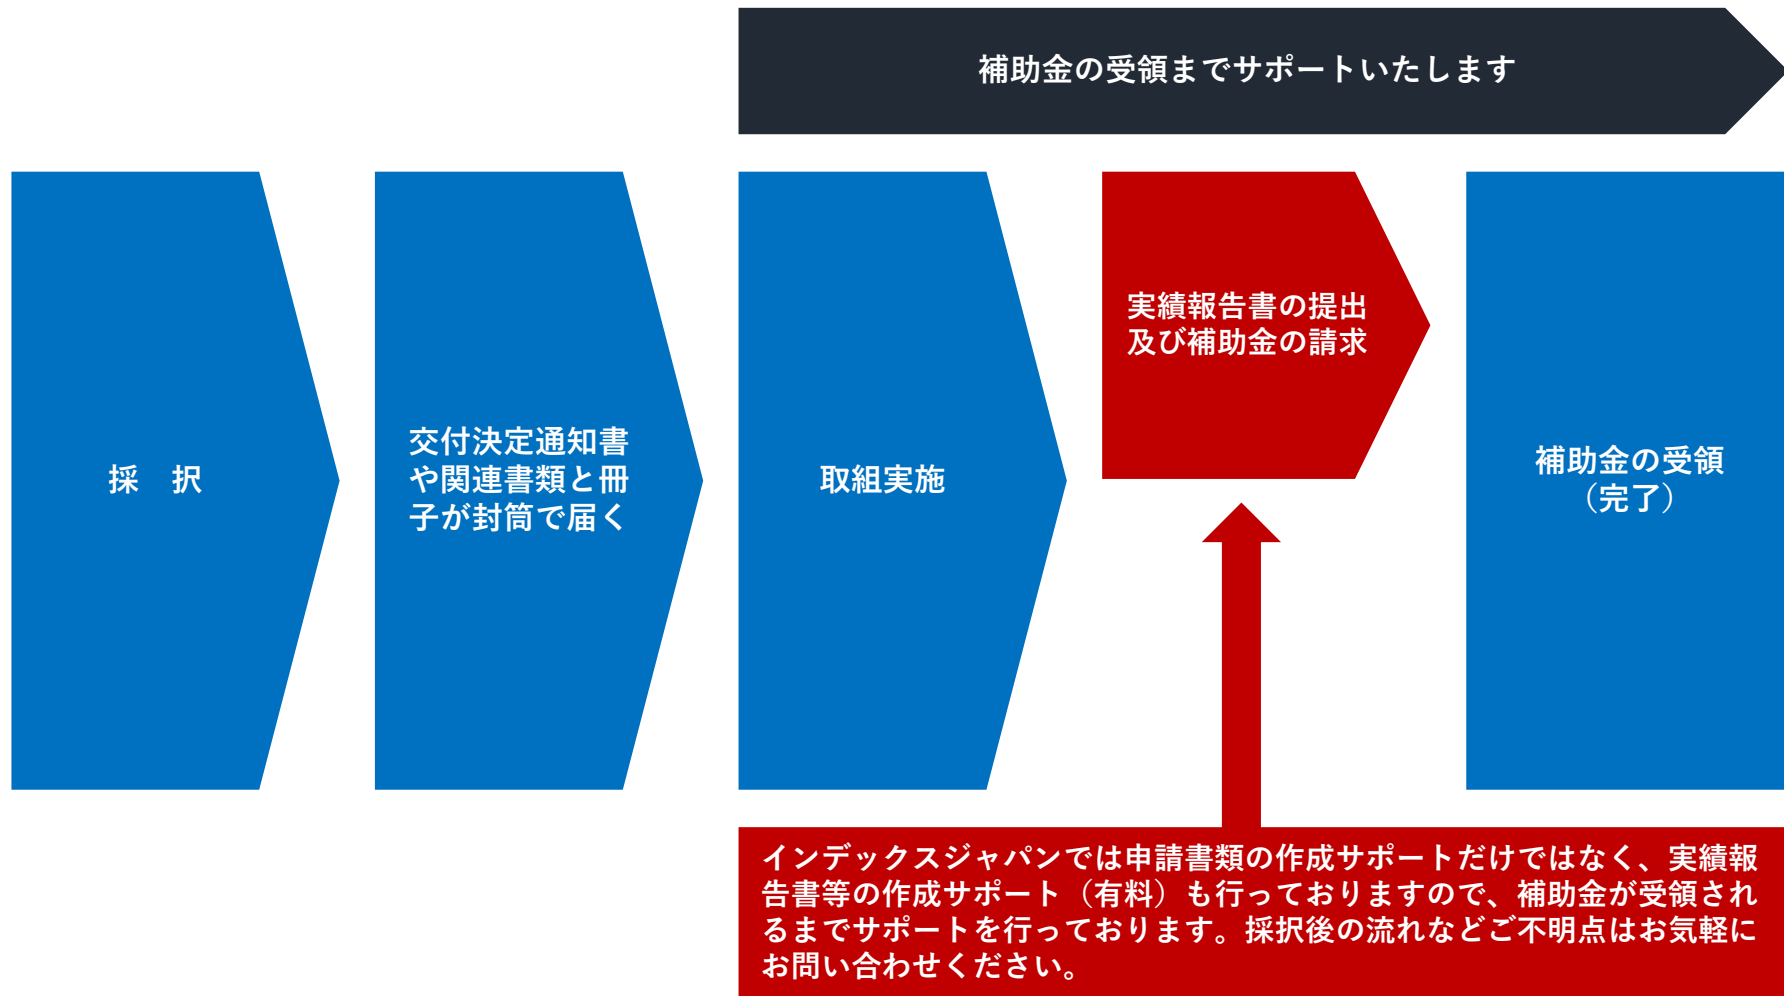 補助金の受領までサポートいたします
採　択
交付決定通知書
や関連書類と冊
子が封筒で届く
取組実施
実績報告書の提出
及び補助金の請求
補助金の受領
（完了）
インデックスジャパンでは申請書類の作成サポートだけではなく、実績報
告書等の作成サポート（有料）も行っておりますので、補助金が受領され
るまでサポートを行っております。採択後の流れなどご不明点はお気軽に
お問い合わせください。